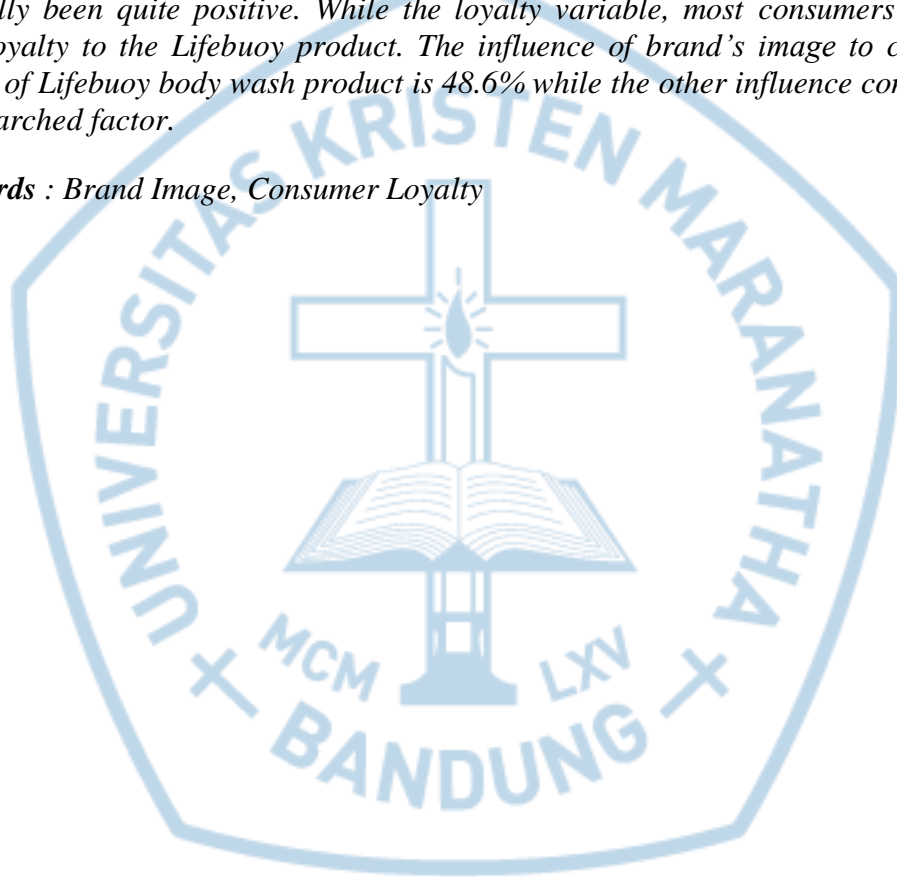 lly been quite positive. While the loyalty variable, most consumers
oyalty to the Lifebuoy product. The influence of brand's image to c
of Lifebuoy body wash product is 48.6% while the other influence con
arched factor.
rds : Brand Image, Consumer Loyalty
UNIVERSITAS KRISTEN MARANATHA
MCM LXV
BANDUNG